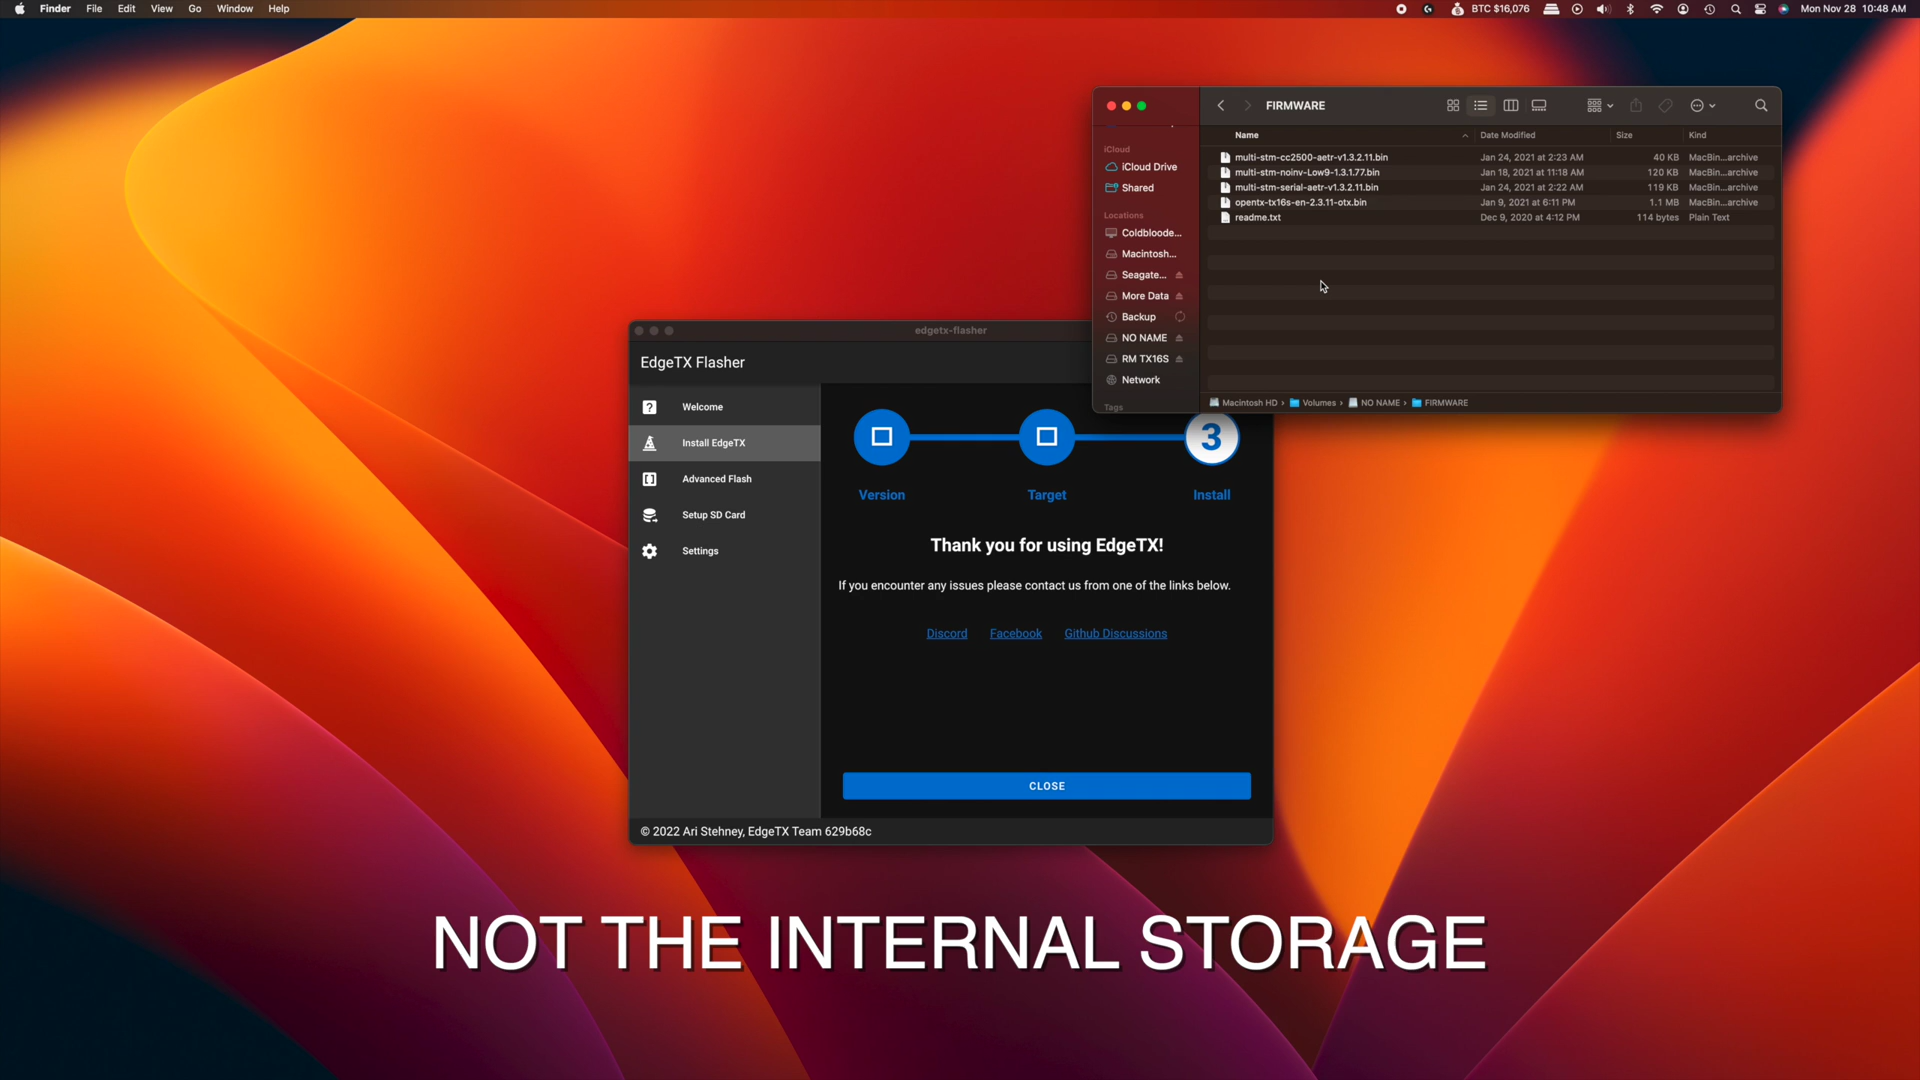 Finder File Edit View Go Window Help
BTC $16,076 Mon Nov 28 10:48 AM
FIRMWARE
Name Date Modified Size Kind
iCloud
iCloud Drive
Shared
Locations
Coldbloode...
Macintosh...
Seagate...
More Data
Backup
NO NAME
RM TX16S
Network
Tags
multi-stm-cc2500-aetr-v1.3.2.11.bin Jan 24, 2021 at 2:23 AM 40 KB MacBin...archive
multi-stm-noinv-Low9-1.3.1.77.bin Jan 18, 2021 at 11:18 AM 120 KB MacBin...archive
multi-stm-serial-aetr-v1.3.2.11.bin Jan 24, 2021 at 2:22 AM 119 KB MacBin...archive
opentx-tx16s-en-2.3.11-otx.bin Jan 9, 2021 at 6:11 PM 1.1 MB MacBin...archive
readme.txt Dec 9, 2020 at 4:12 PM 114 bytes Plain Text
Macintosh HD › Volumes › NO NAME › FIRMWARE
edgetx-flasher
EdgeTX Flasher
Welcome
Install EdgeTX
Advanced Flash
Setup SD Card
Settings
3
Version Target Install
Thank you for using EdgeTX!
If you encounter any issues please contact us from one of the links below.
Discord Facebook Github Discussions
CLOSE
© 2022 Ari Stehney, EdgeTX Team 629b68c
NOT THE INTERNAL STORAGE